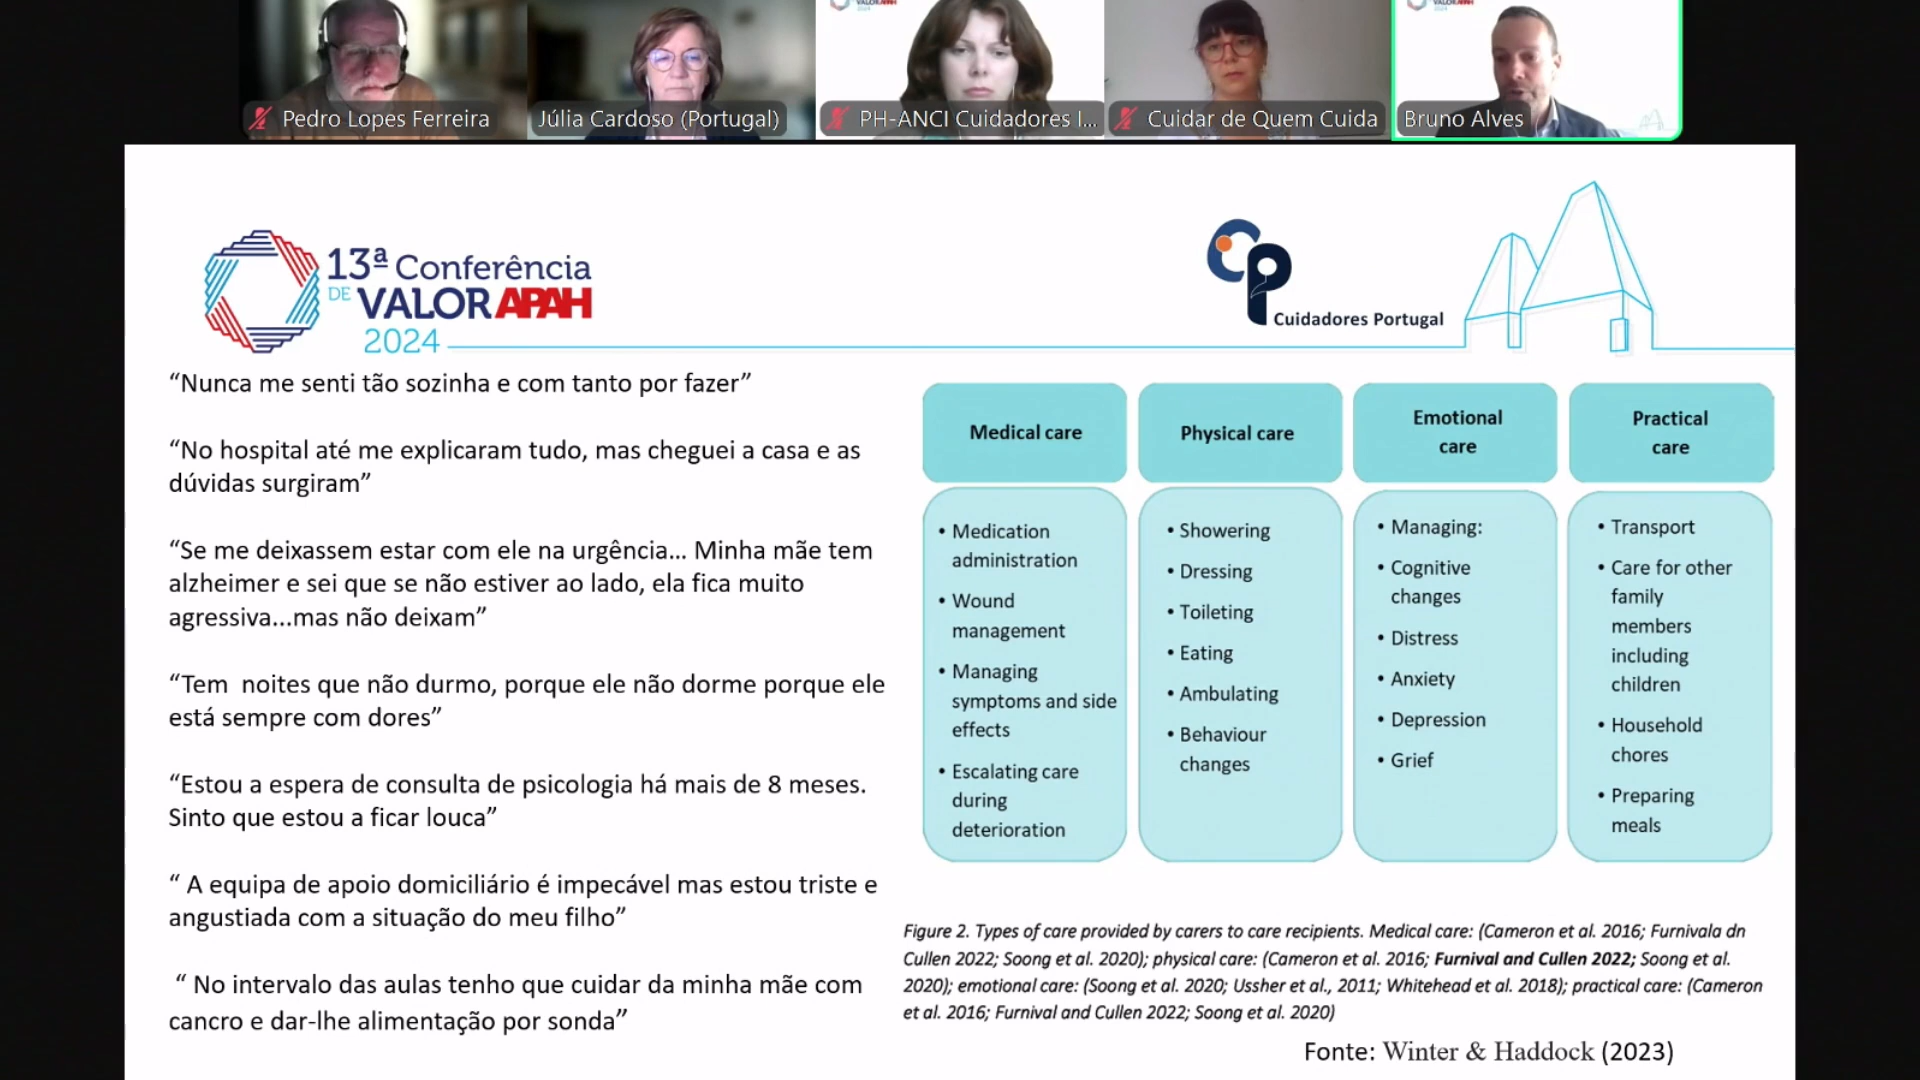 Pedro Lopes Ferreira
Júlia Cardoso (Portugal)
PH-ANCI Cuidadores I...
Cuidar de Quem Cuida
Bruno Alves
13ª Conferência
DE VALOR APAH
2024
CP
Cuidadores Portugal
“Nunca me senti tão sozinha e com tanto por fazer”
“No hospital até me explicaram tudo, mas cheguei a casa e as
dúvidas surgiram”
“Se me deixassem estar com ele na urgência... Minha mãe tem
alzheimer e sei que se não estiver ao lado, ela fica muito
agressiva...mas não deixam”
“Tem  noites que não durmo, porque ele não dorme porque ele
está sempre com dores”
“Estou a espera de consulta de psicologia há mais de 8 meses.
Sinto que estou a ficar louca”
“ A equipa de apoio domiciliário é impecável mas estou triste e
angustiada com a situação do meu filho”
“ No intervalo das aulas tenho que cuidar da minha mãe com
cancro e dar-lhe alimentação por sonda”
Medical care
• Medication
administration
• Wound
management
• Managing
symptoms and side
effects
• Escalating care
during
deterioration
Physical care
• Showering
• Dressing
• Toileting
• Eating
• Ambulating
• Behaviour
changes
Emotional
care
• Managing:
• Cognitive
changes
• Distress
• Anxiety
• Depression
• Grief
Practical
care
• Transport
• Care for other
family
members
including
children
• Household
chores
• Preparing
meals
Figure 2. Types of care provided by carers to care recipients. Medical care: (Cameron et al. 2016; Furnivala dn
Cullen 2022; Soong et al. 2020); physical care: (Cameron et al. 2016; Furnival and Cullen 2022; Soong et al.
2020); emotional care: (Soong et al. 2020; Ussher et al., 2011; Whitehead et al. 2018); practical care: (Cameron
et al. 2016; Furnival and Cullen 2022; Soong et al. 2020)
Fonte: Winter & Haddock (2023)